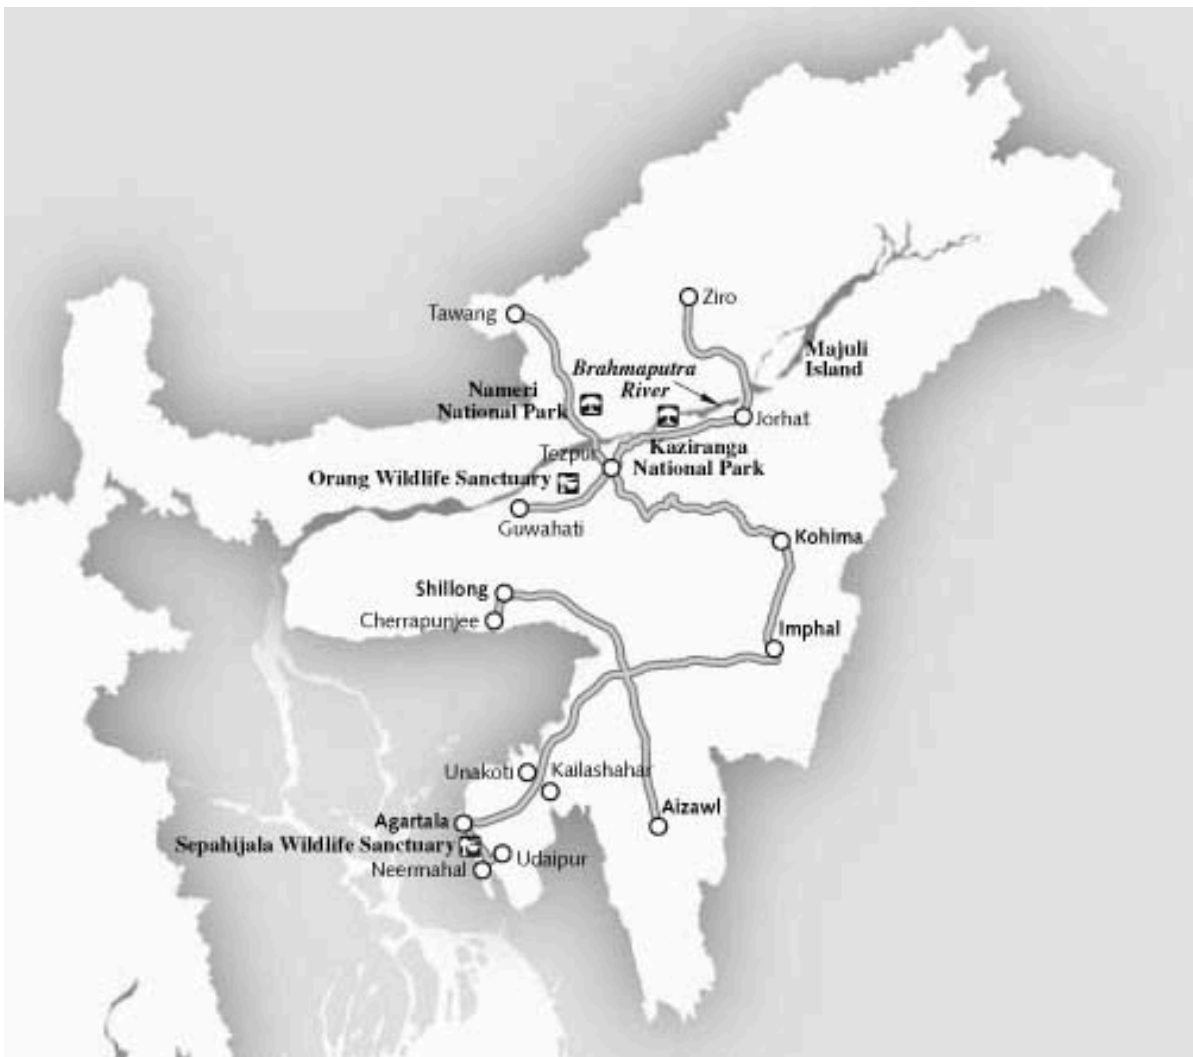 Ziro
Tawang
Majuli
Island
Brahmaputra
River
Nameri
National Park
Jorhat
Kaziranga
National Park
Tezpur
Orang Wildlife Sanctuary
Guwahati
Kohima
Shillong
Cherrapunjee
Imphal
Unakoti
Kailashahar
Aizawl
Agartala
Sepahijala Wildlife Sanctuary
Udaipur
Neermahal